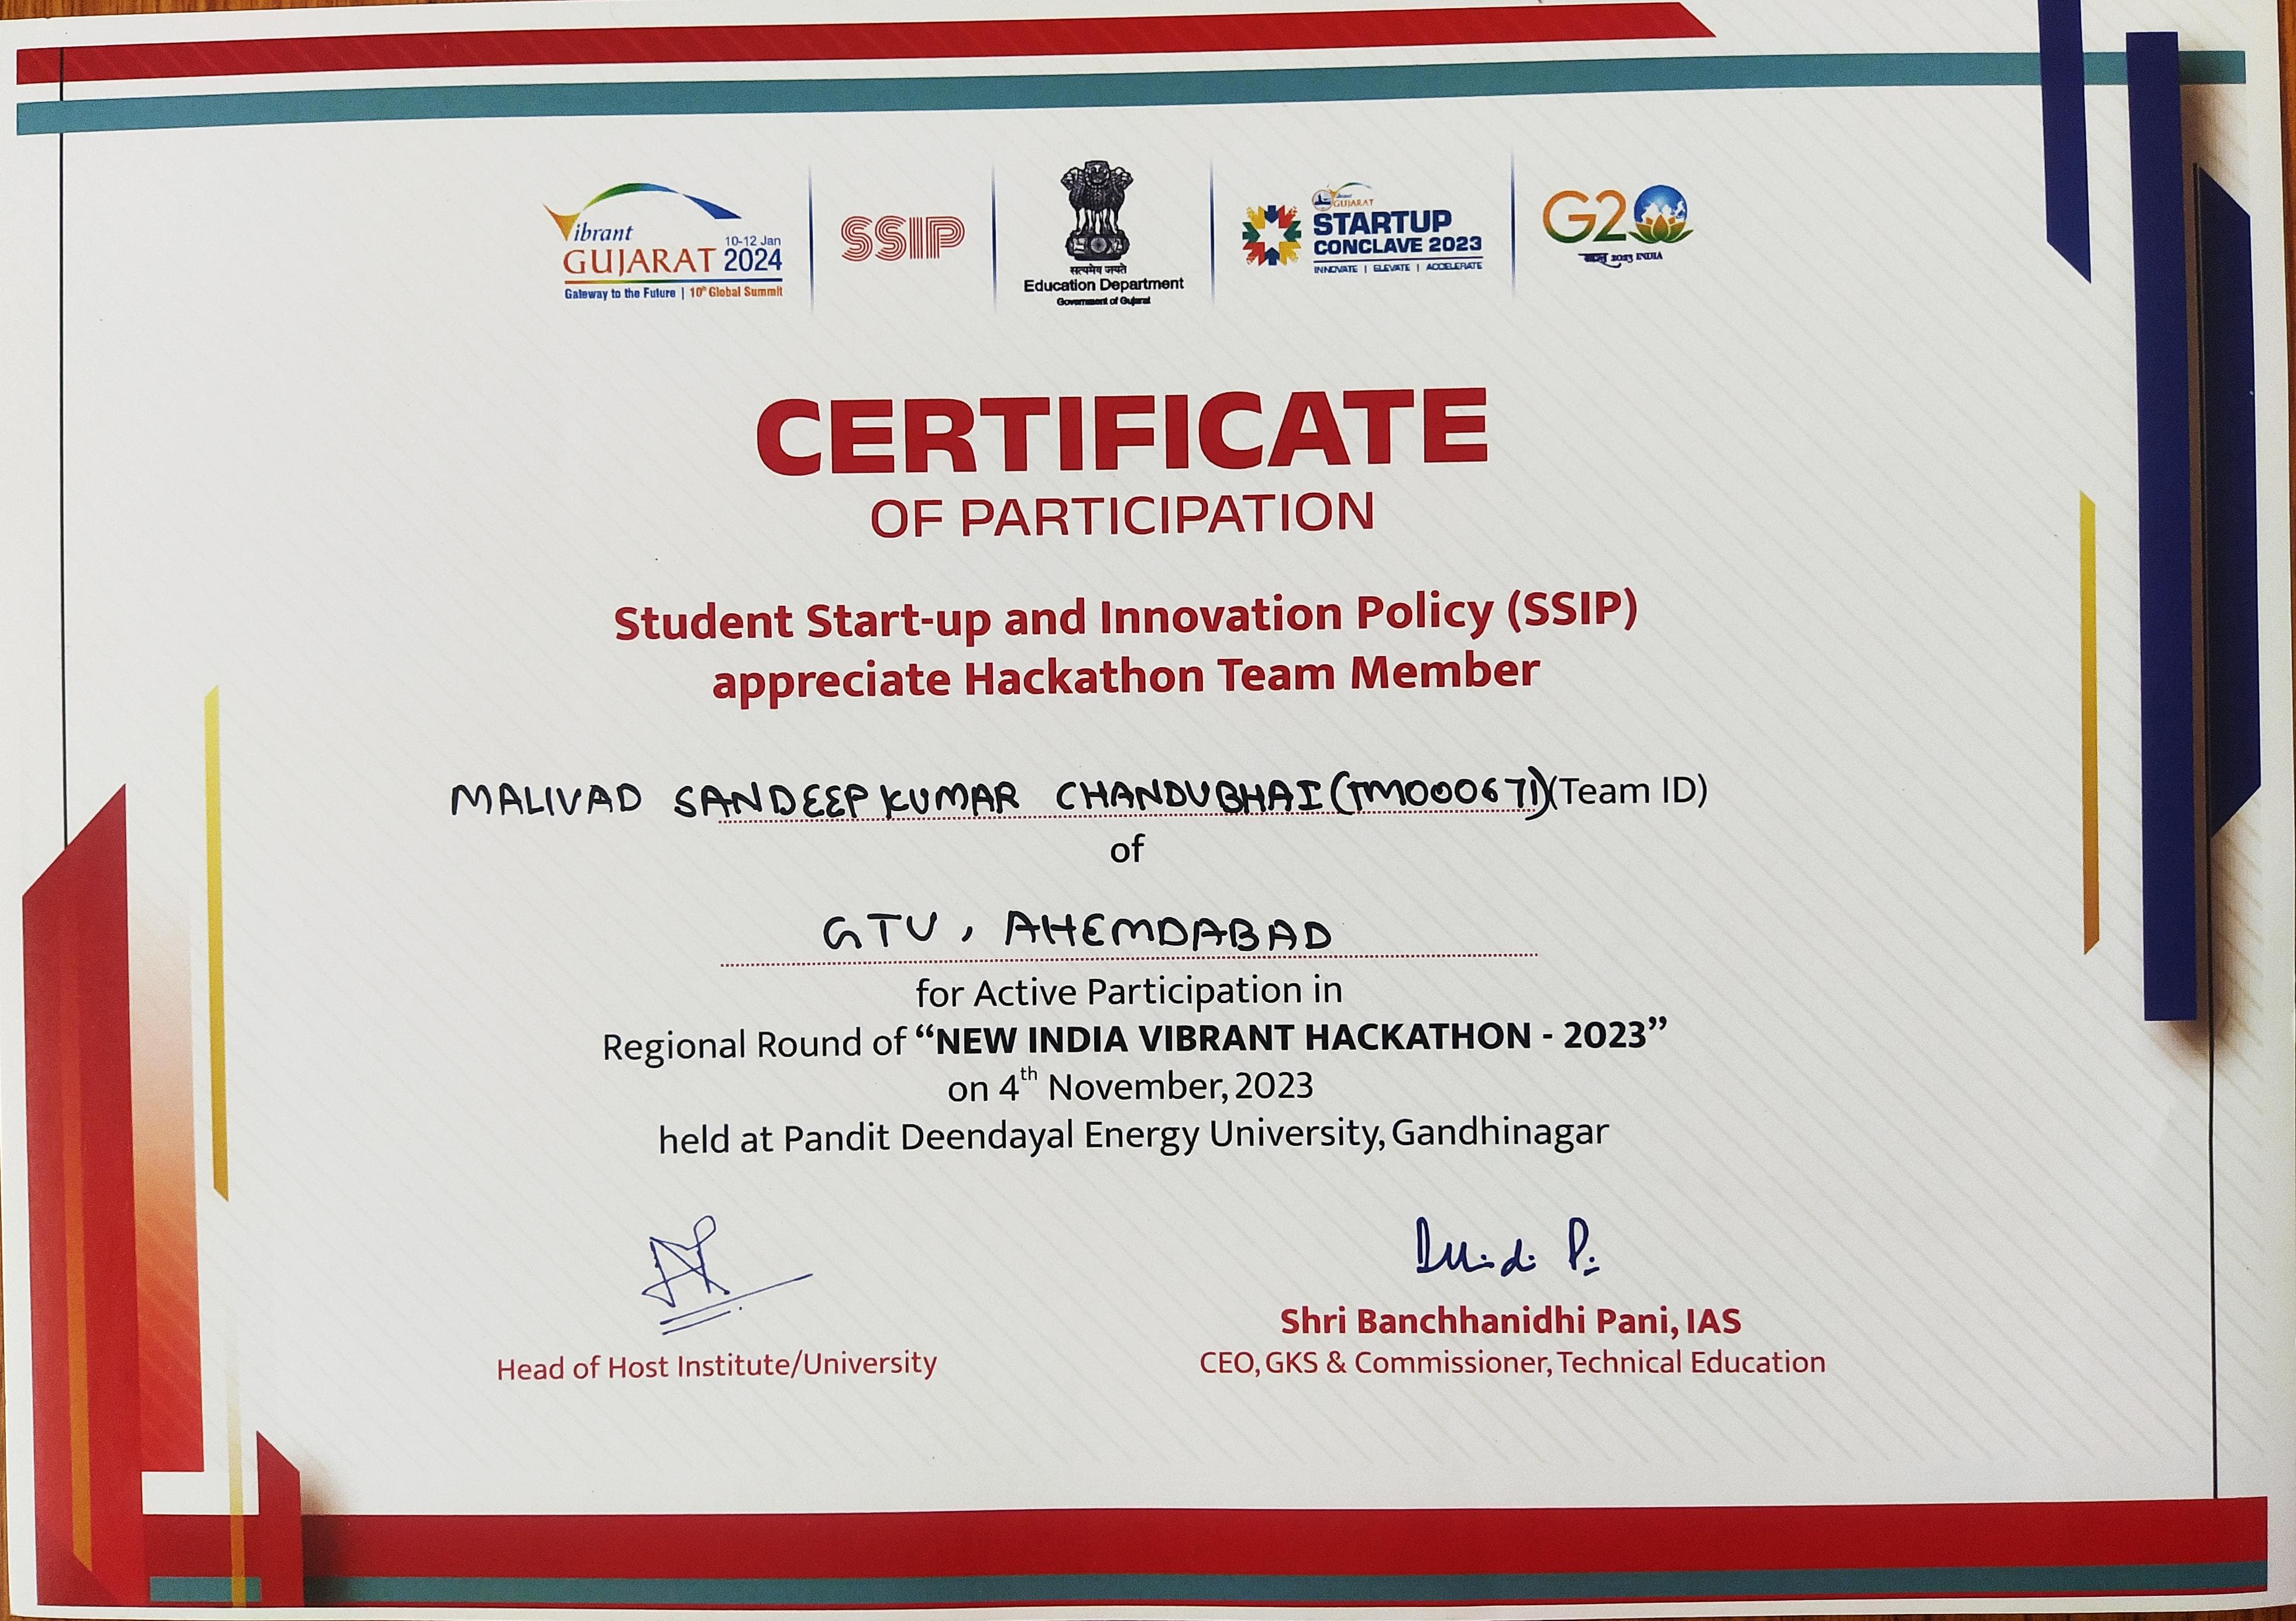 Vibrant
GUJARAT
10-12 Jan
2024
Gateway to the Future | 10th Global Summit
SSIP
सत्यमेव जयते
Education Department
Government of Gujarat
GUJARAT
STARTUP
CONCLAVE 2023
INNOVATE | ELEVATE | ACCELERATE
G20
2023 INDIA
CERTIFICATE
OF PARTICIPATION
Student Start-up and Innovation Policy (SSIP)
appreciate Hackathon Team Member
MALIVAD SANDEEPKUMAR CHANDUBHAI (TM000671) (Team ID)
of
GTU, AHEMDABAD
for Active Participation in
Regional Round of “NEW INDIA VIBRANT HACKATHON - 2023”
on 4th November, 2023
held at Pandit Deendayal Energy University, Gandhinagar
Head of Host Institute/University
Shri Banchhanidhi Pani, IAS
CEO, GKS & Commissioner, Technical Education